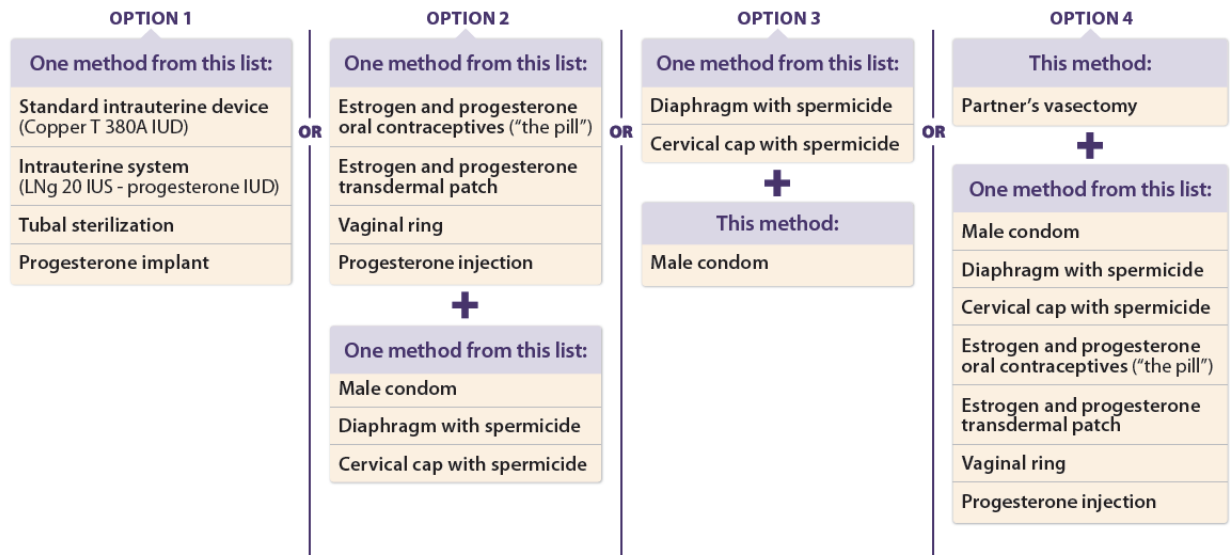 OPTION 1
One method from this list:
Standard intrauterine device
(Copper T 380A IUD)
Intrauterine system
(LNg 20 IUS - progesterone IUD)
Tubal sterilization
Progesterone implant
OR
OPTION 2
One method from this list:
Estrogen and progesterone
oral contraceptives (“the pill”)
Estrogen and progesterone
transdermal patch
Vaginal ring
Progesterone injection
+
One method from this list:
Male condom
Diaphragm with spermicide
Cervical cap with spermicide
OR
OPTION 3
One method from this list:
Diaphragm with spermicide
Cervical cap with spermicide
+
This method:
Male condom
OR
OPTION 4
This method:
Partner’s vasectomy
+
One method from this list:
Male condom
Diaphragm with spermicide
Cervical cap with spermicide
Estrogen and progesterone
oral contraceptives (“the pill”)
Estrogen and progesterone
transdermal patch
Vaginal ring
Progesterone injection